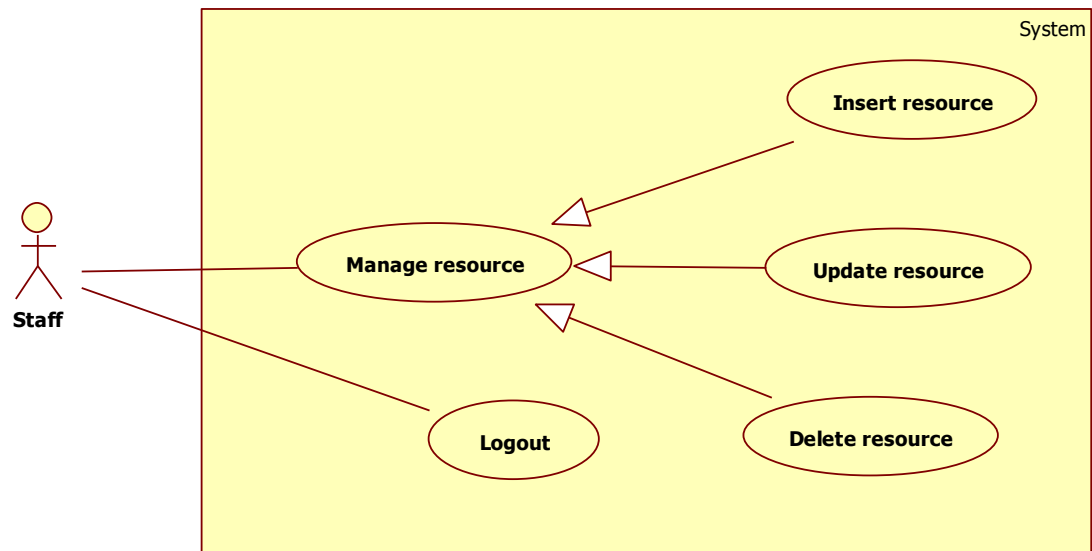 System
Insert resource
Manage resource
Update resource
Staff
Logout
Delete resource